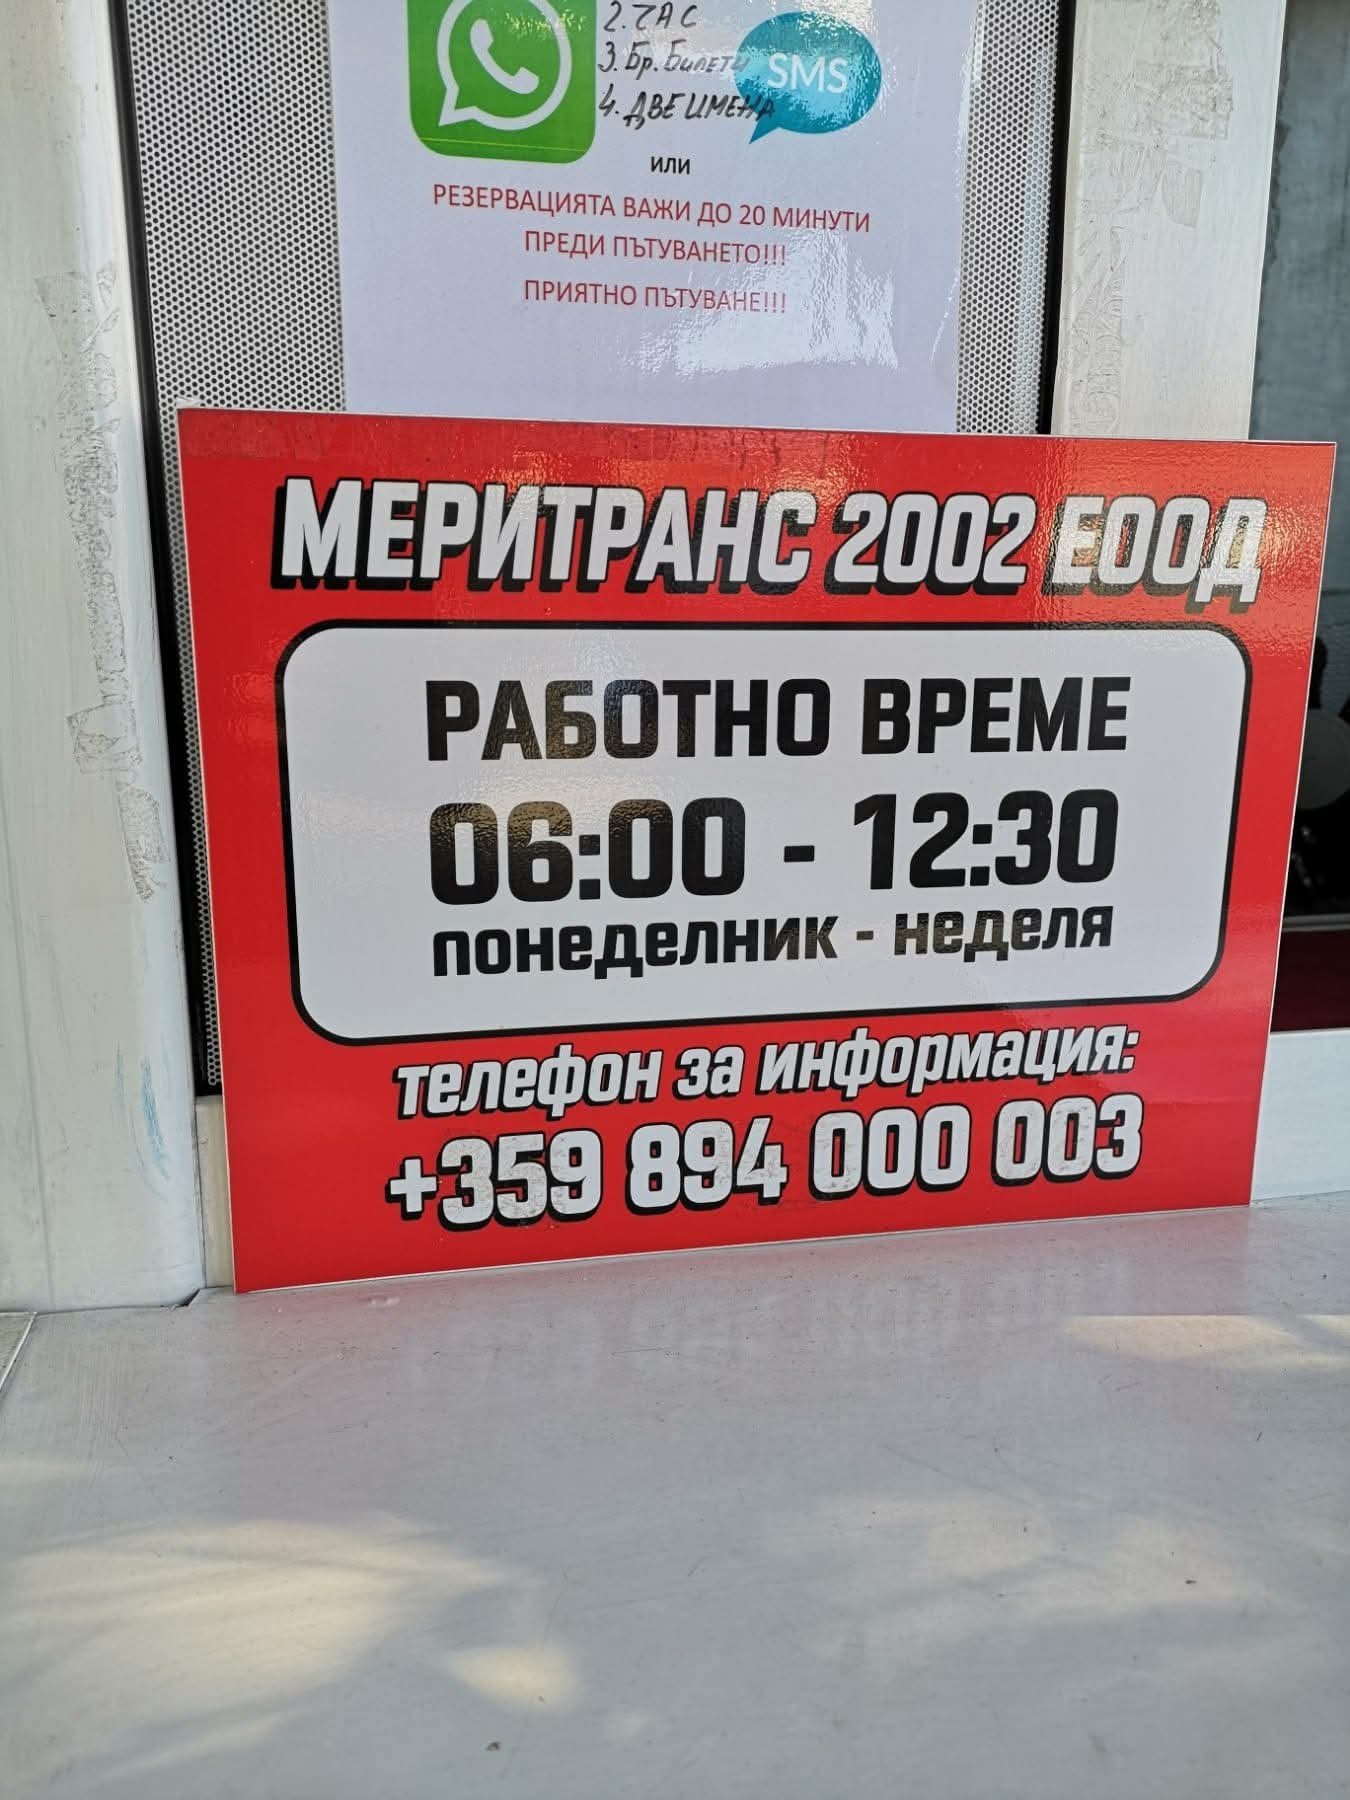 2. ЧАС
3. Бр. Билети
SMS
4. ДВЕ ИМЕНА
ИЛИ
РЕЗЕРВАЦИЯТА ВАЖИ ДО 20 МИНУТИ
ПРЕДИ ПЪТУВАНЕТО!!!
ПРИЯТНО ПЪТУВАНЕ!!!
МЕРИТРАНС 2002 ЕООД
РАБОТНО ВРЕМЕ
06:00 - 12:30
понеделник - неделя
телефон за информация:
+359 894 000 003